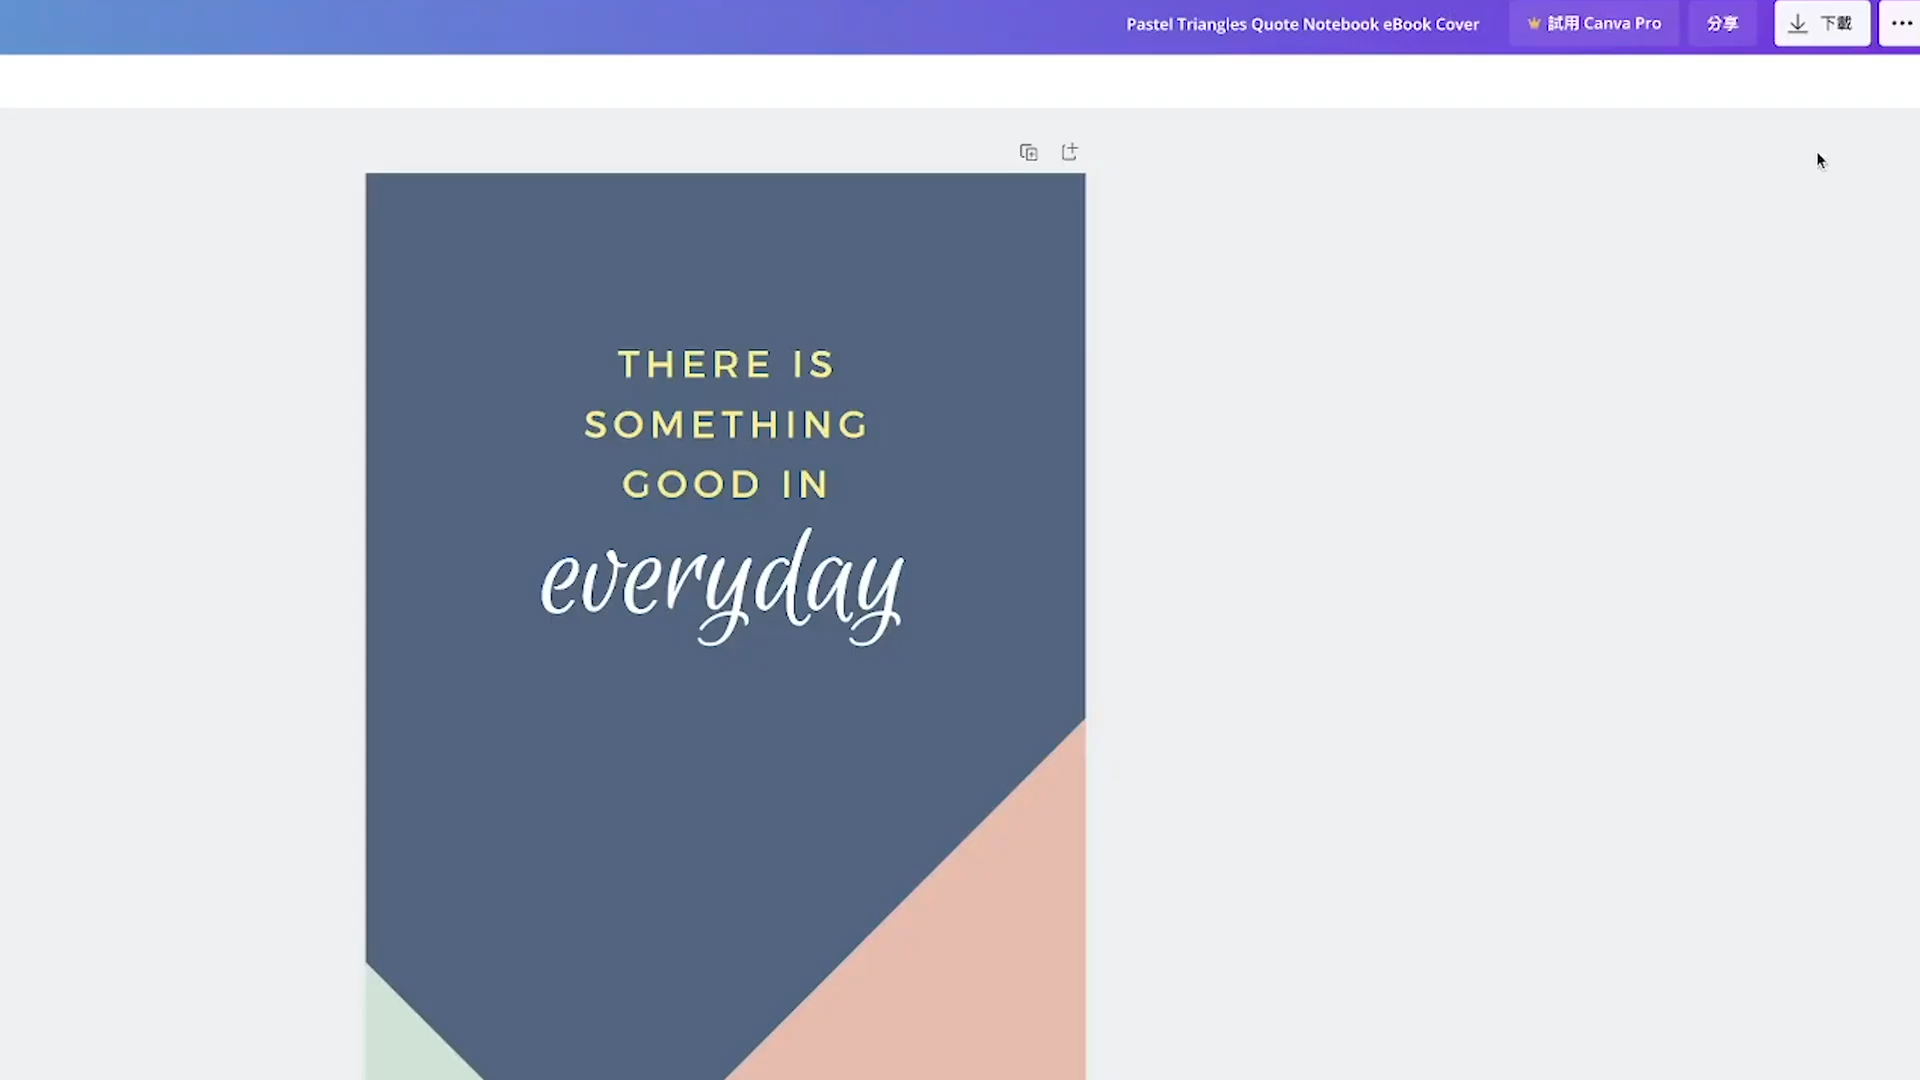 Pastel Triangles Quote Notebook eBook Cover
試用 Canva Pro
分享
下載
THERE IS
SOMETHING
GOOD IN
everyday